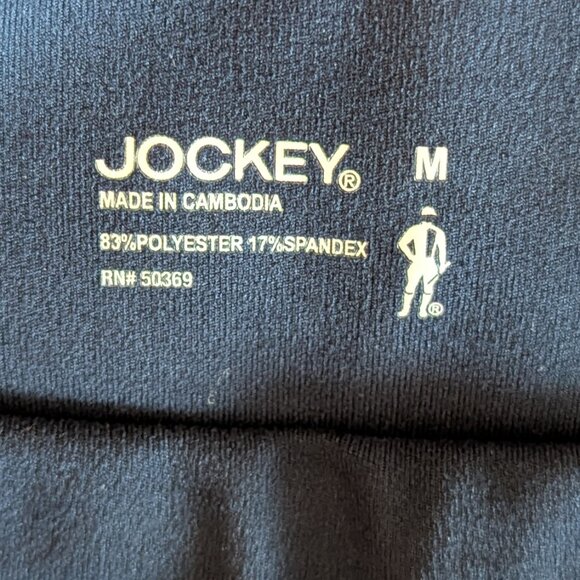 JOCKEY® M
MADE IN CAMBODIA
83%POLYESTER 17%SPANDEX
RN# 50369
®